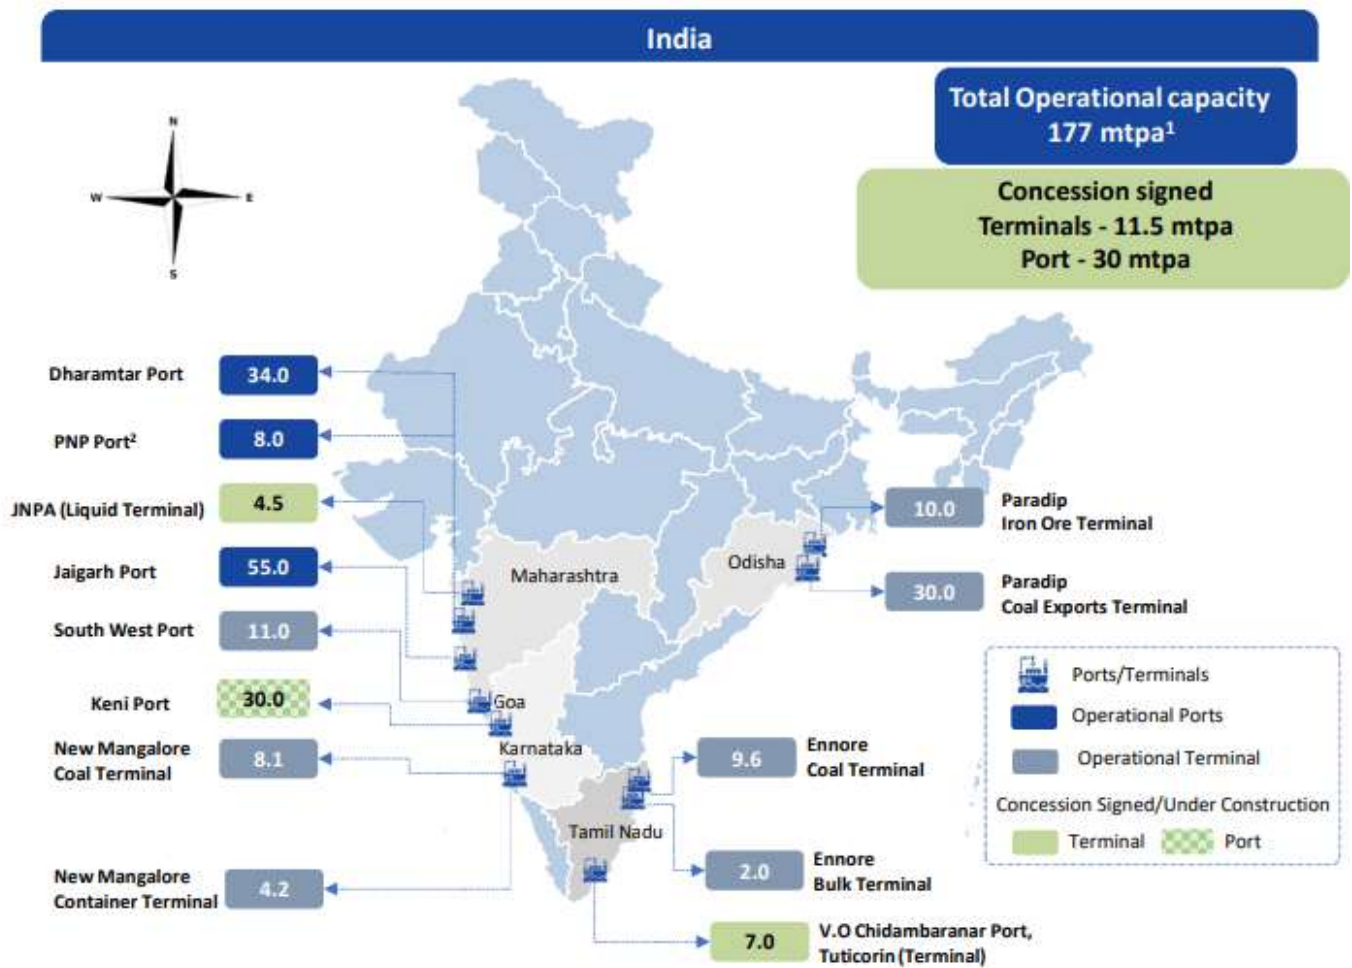 India
Total Operational capacity
177 mtpa¹
Concession signed
Terminals - 11.5 mtpa
Port - 30 mtpa
N
W
E
S
Dharamtar Port
34.0
PNP Port²
8.0
JNPA (Liquid Terminal)
4.5
Jaigarh Port
55.0
South West Port
11.0
Keni Port
30.0
New Mangalore
Coal Terminal
8.1
New Mangalore
Container Terminal
4.2
Maharashtra
Odisha
Goa
Karnataka
Tamil Nadu
10.0
Paradip
Iron Ore Terminal
30.0
Paradip
Coal Exports Terminal
9.6
Ennore
Coal Terminal
2.0
Ennore
Bulk Terminal
7.0
V.O Chidambaranar Port,
Tuticorin (Terminal)
Ports/Terminals
Operational Ports
Operational Terminal
Concession Signed/Under Construction
Terminal
Port